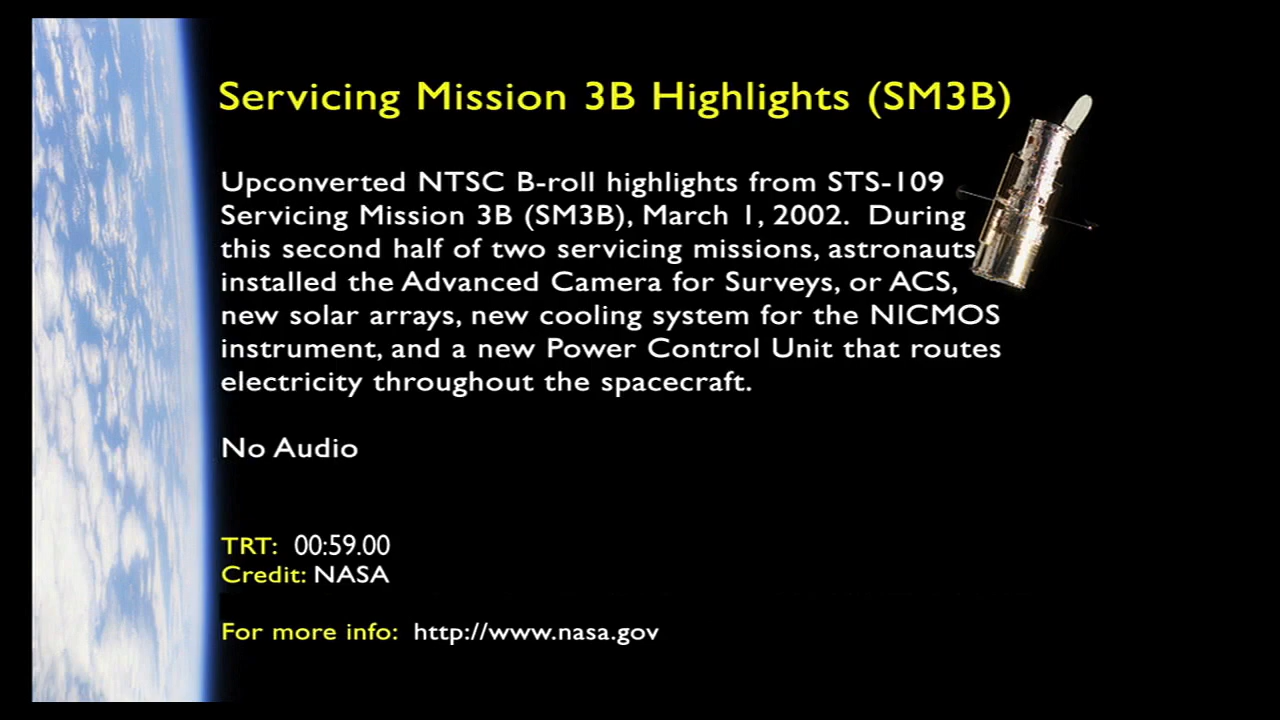 Servicing Mission 3B Highlights (SM3B)
Upconverted NTSC B-roll highlights from STS-109
Servicing Mission 3B (SM3B), March 1, 2002.  During
this second half of two servicing missions, astronauts
installed the Advanced Camera for Surveys, or ACS,
new solar arrays, new cooling system for the NICMOS
instrument, and a new Power Control Unit that routes
electricity throughout the spacecraft.
No Audio
TRT:  00:59.00
Credit: NASA
For more info:  http://www.nasa.gov